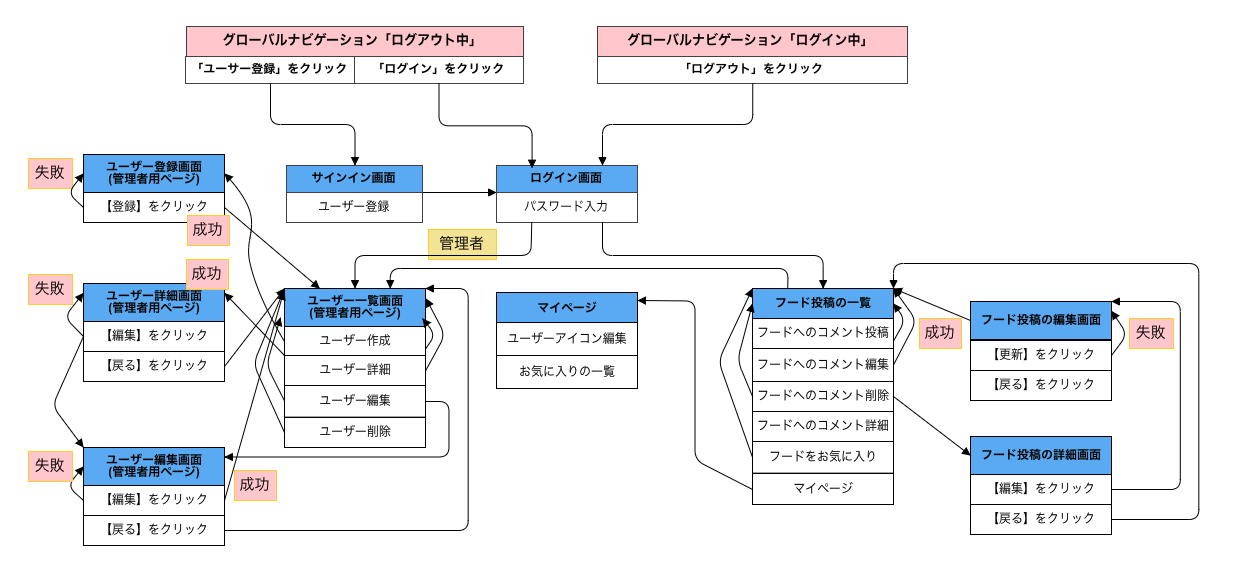 グローバルナビゲーション「ログアウト中」
「ユーサー登録」をクリック
「ログイン」をクリック
グローバルナビゲーション「ログイン中」
「ログアウト」をクリック
失敗
ユーザー登録画面
(管理者用ページ)
【登録】をクリック
成功
サインイン画面
ユーザー登録
ログイン画面
パスワード入力
管理者
成功
失敗
ユーザー詳細画面
(管理者用ページ)
【編集】をクリック
【戻る】をクリック
ユーザー一覧画面
(管理者用ページ)
ユーザー作成
ユーザー詳細
ユーザー編集
ユーザー削除
マイページ
ユーザーアイコン編集
お気に入りの一覧
フード投稿の一覧
フードへのコメント投稿
フードへのコメント編集
フードへのコメント削除
フードへのコメント詳細
フードをお気に入り
マイページ
成功
フード投稿の編集画面
【更新】をクリック
【戻る】をクリック
失敗
フード投稿の詳細画面
【編集】をクリック
【戻る】をクリック
失敗
ユーザー編集画面
(管理者用ページ)
【編集】をクリック
【戻る】をクリック
成功